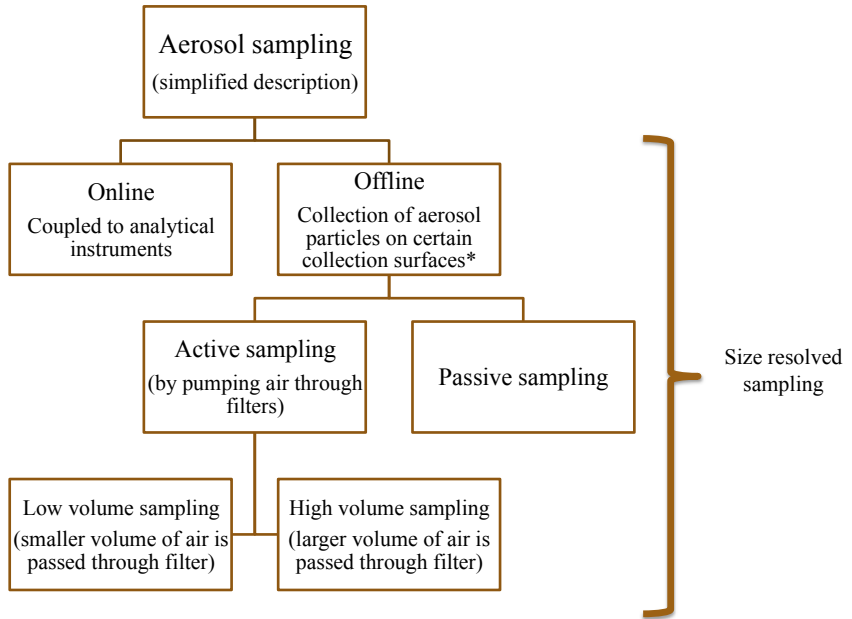 Aerosol sampling
(simplified description)
Online
Coupled to analytical
instruments
Offline
Collection of aerosol
particles on certain
collection surfaces*
Active sampling
(by pumping air through
filters)
Passive sampling
Size resolved
sampling
Low volume sampling
(smaller volume of air is
passed through filter)
High volume sampling
(larger volume of air is
passed through filter)